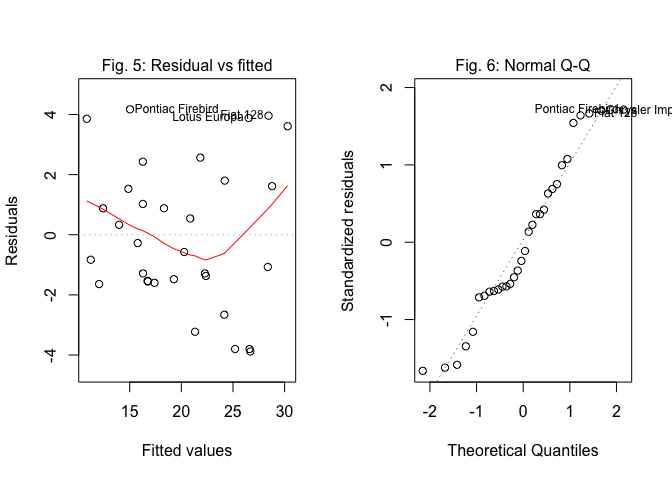 Fig. 5: Residual vs fitted
Residuals
4
2
0
-2
-4
Pontiac Firebird
Lotus Europa
Fiat 128
15
20
25
30
Fitted values
Fig. 6: Normal Q-Q
Standardized residuals
2
1
0
-1
Pontiac Firebird
Chrysler Imp
Fiat 128
-2
-1
0
1
2
Theoretical Quantiles